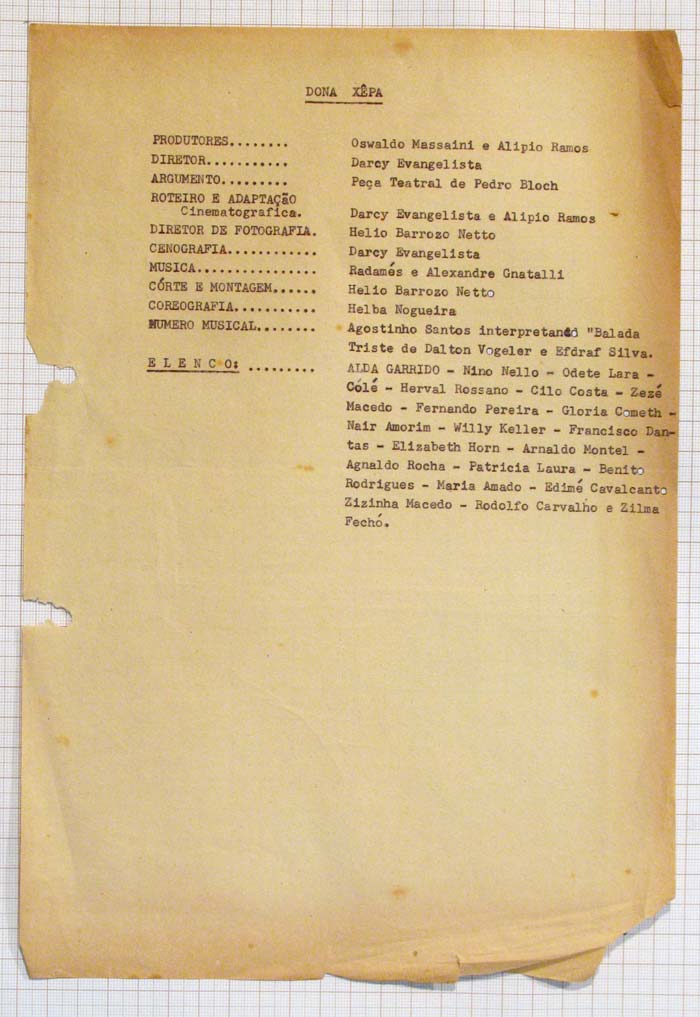 DONA XÊPA
PRODUTORES........ Oswaldo Massaini e Alipio Ramos
DIRETOR........... Darcy Evangelista
ARGUMENTO......... Peça Teatral de Pedro Bloch
ROTEIRO E ADAPTAÇão
Cinematografica. Darcy Evangelista e Alipio Ramos
DIRETOR DE FOTOGRAFIA. Helio Barrozo Netto
CENOGRAFIA............ Darcy Evangelista
MUSICA................ Radamés e Alexandre Gnatalli
CÓRTE E MONTAGEM...... Helio Barrozo Netto
COREOGRAFIA........... Helba Nogueira
NUMERO MUSICAL........ Agostinho Santos interpretando "Balada
Triste de Dalton Vogeler e Efdraf Silva.
E L E N C O: ......... ALDA GARRIDO - Nino Nello - Odete Lara -
Cólé - Herval Rossano - Cilo Costa - Zezé
Macedo - Fernando Pereira - Gloria Cometh -
Nair Amorim - Willy Keller - Francisco Dan-
tas - Elizabeth Horn - Arnaldo Montel -
Agnaldo Rocha - Patricia Laura - Benito
Rodrigues - Maria Amado - Edimé Cavalcanto
Zizinha Macedo - Rodolfo Carvalho e Zilma
Fechó.